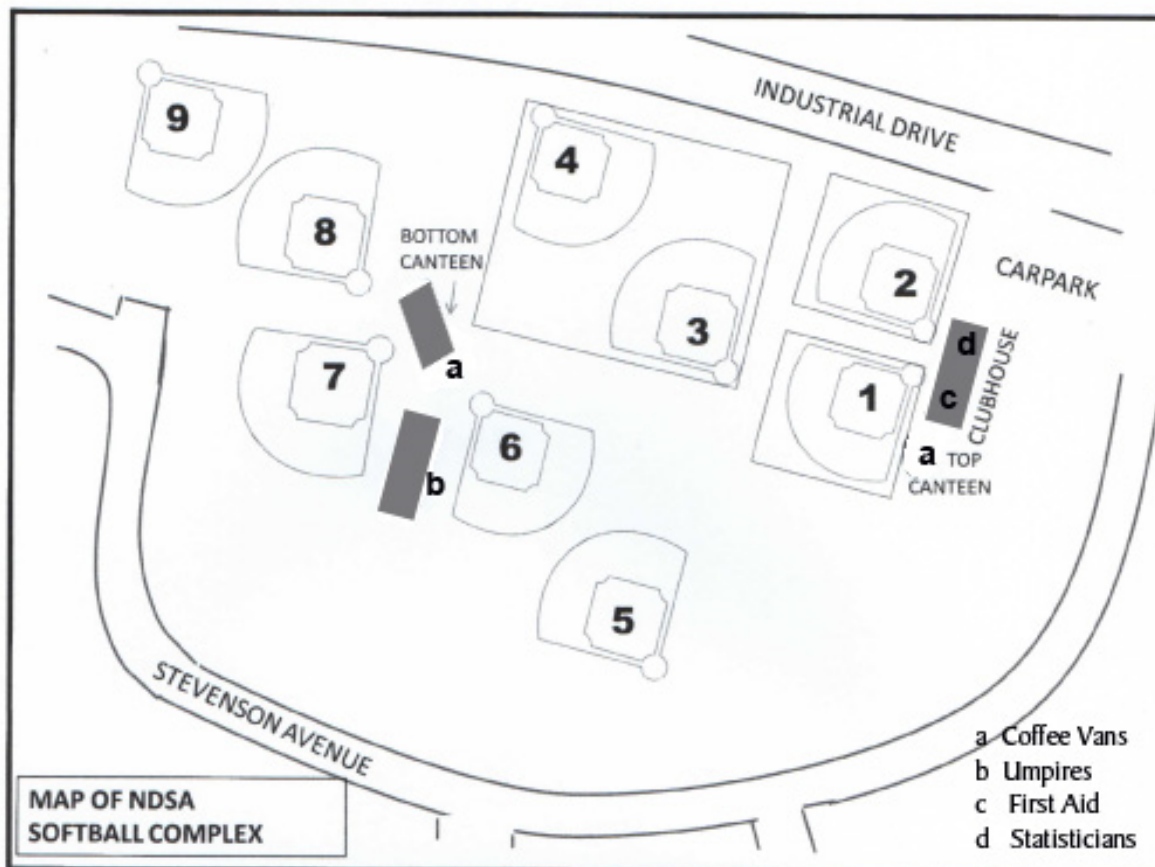 INDUSTRIAL DRIVE
9
4
8
BOTTOM
CANTEEN
2
CARPARK
3
d
CLUBHOUSE
7
a
1
c
6
b
a
TOP
CANTEEN
5
STEVENSON AVENUE
a Coffee Vans
b Umpires
c First Aid
d Statisticians
MAP OF NDSA
SOFTBALL COMPLEX